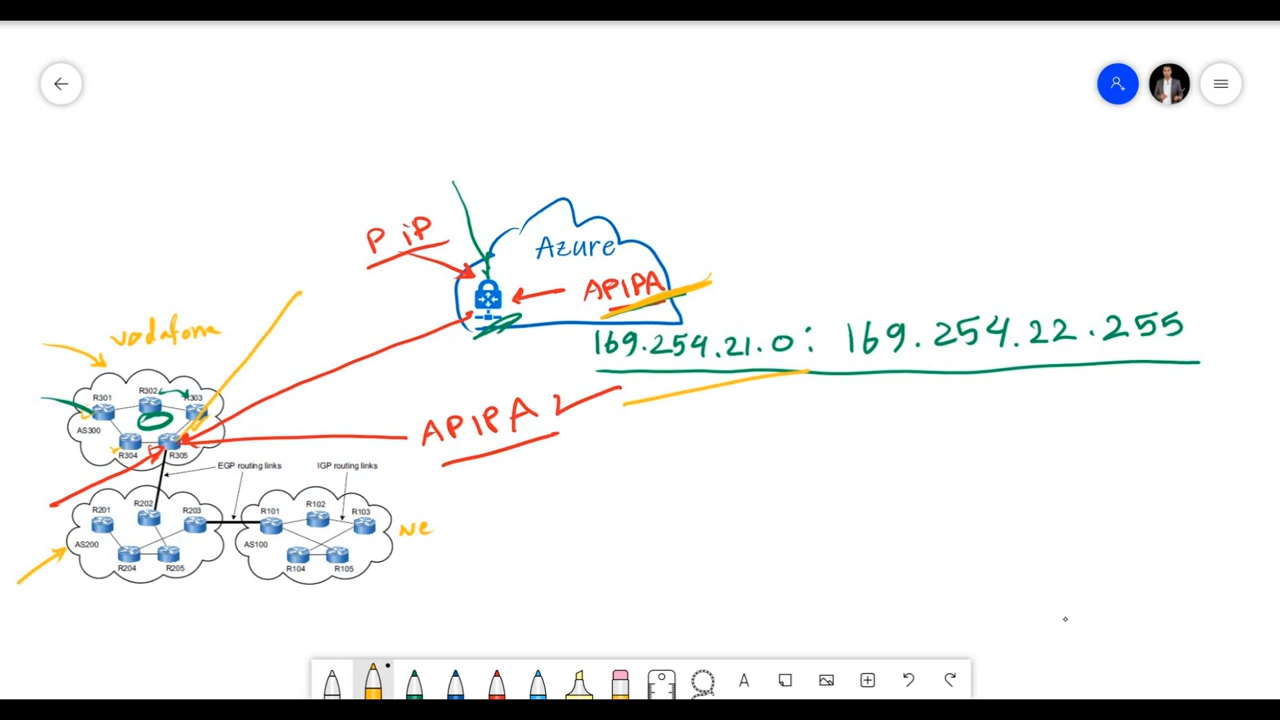 Azure
P iP
APIPA
169.254.21.0 : 169.254.22.255
vodafone
APIPA 2
R301
R302
R303
AS300
R304
R305
EGP routing links
IGP routing links
R201
R202
R203
AS200
R204
R205
R101
R102
R103
AS100
R104
R105
Ne
A